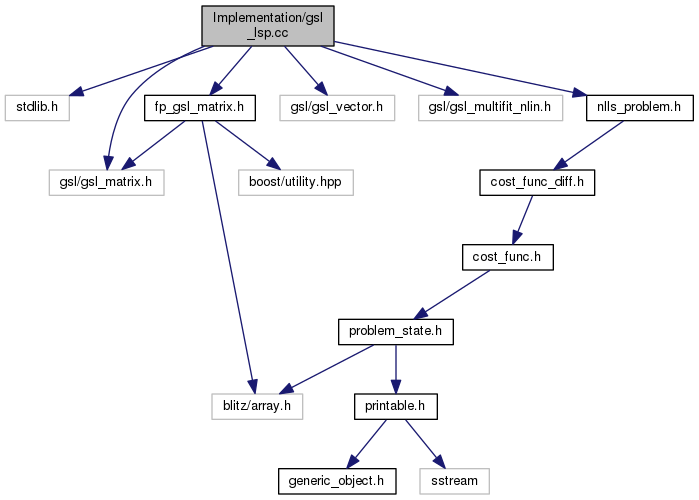 Implementation/gsl
_lsp.cc
stdlib.h
fp_gsl_matrix.h
gsl/gsl_vector.h
gsl/gsl_multifit_nlin.h
nlls_problem.h
gsl/gsl_matrix.h
boost/utility.hpp
cost_func_diff.h
cost_func.h
problem_state.h
blitz/array.h
printable.h
generic_object.h
sstream